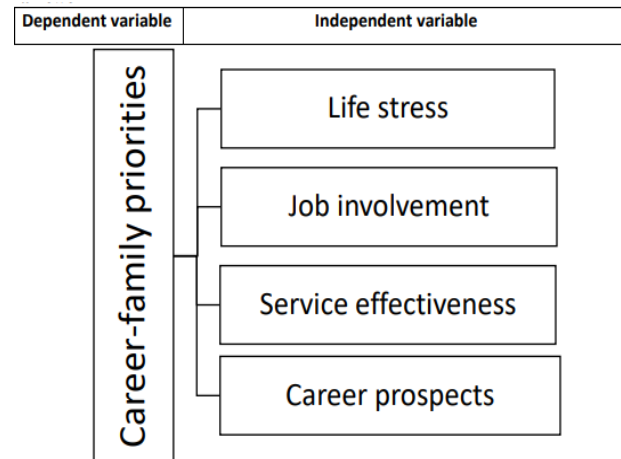 Dependent variable
Independent variable
Career-family priorities
Life stress
Job involvement
Service effectiveness
Career prospects